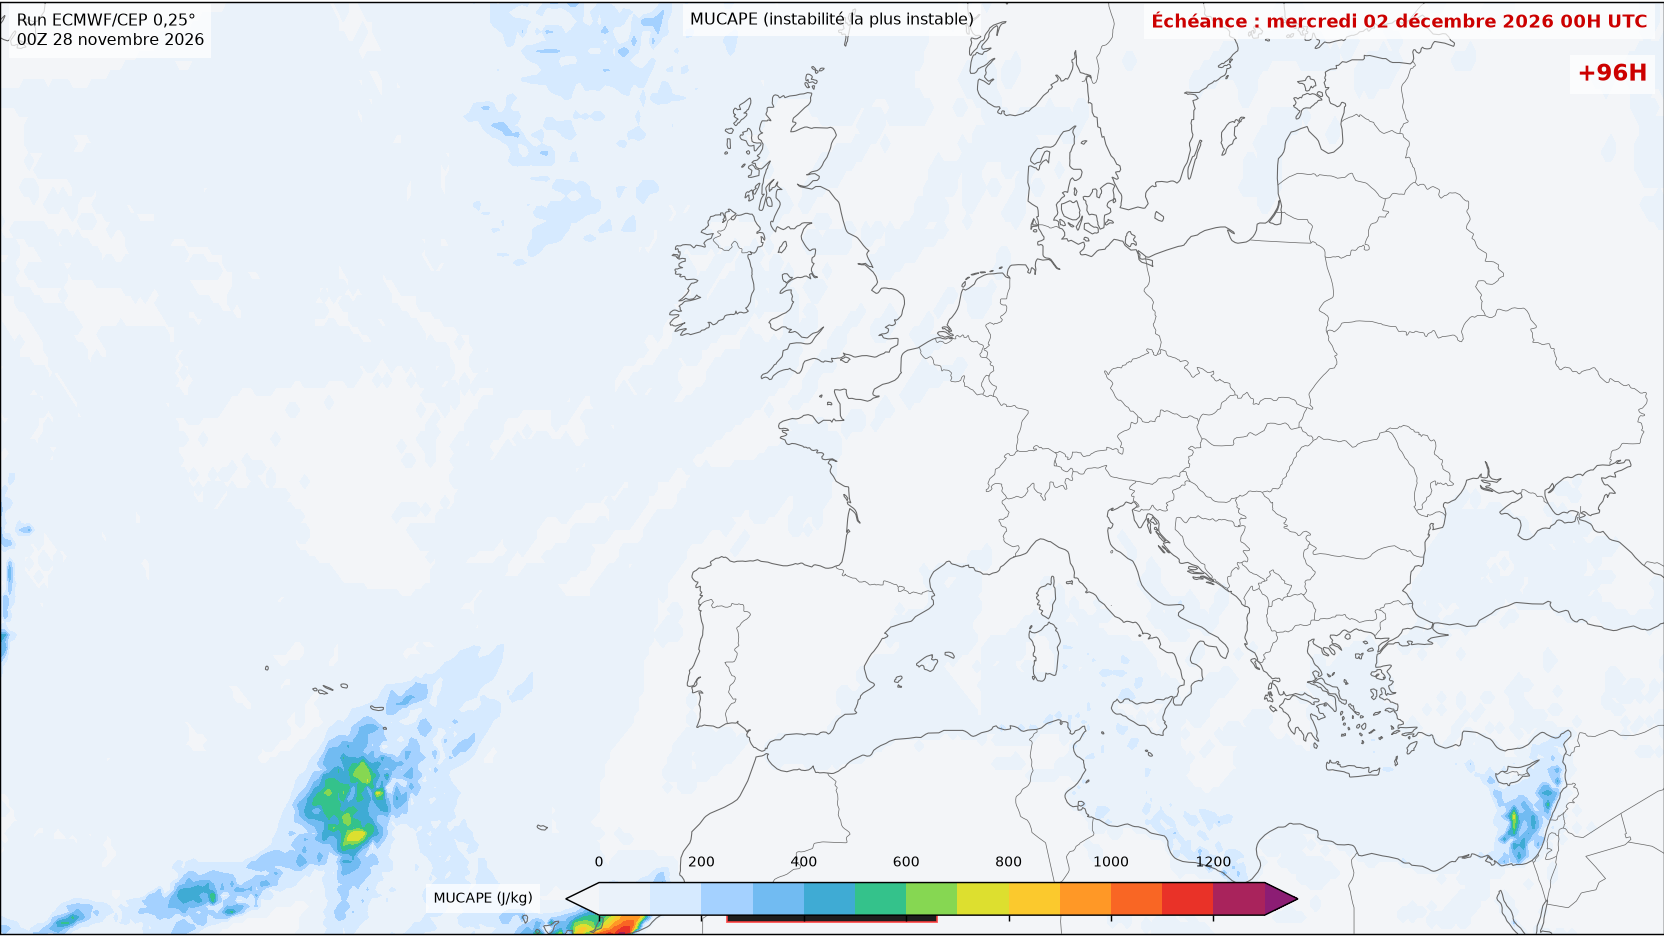 Run ECMWF/CEP 0,25°
00Z 28 novembre 2026
MUCAPE (instabilité la plus instable)
Échéance : mercredi 02 décembre 2026 00H UTC
+96H
0 200 400 600 800 1000 1200
MUCAPE (J/kg)